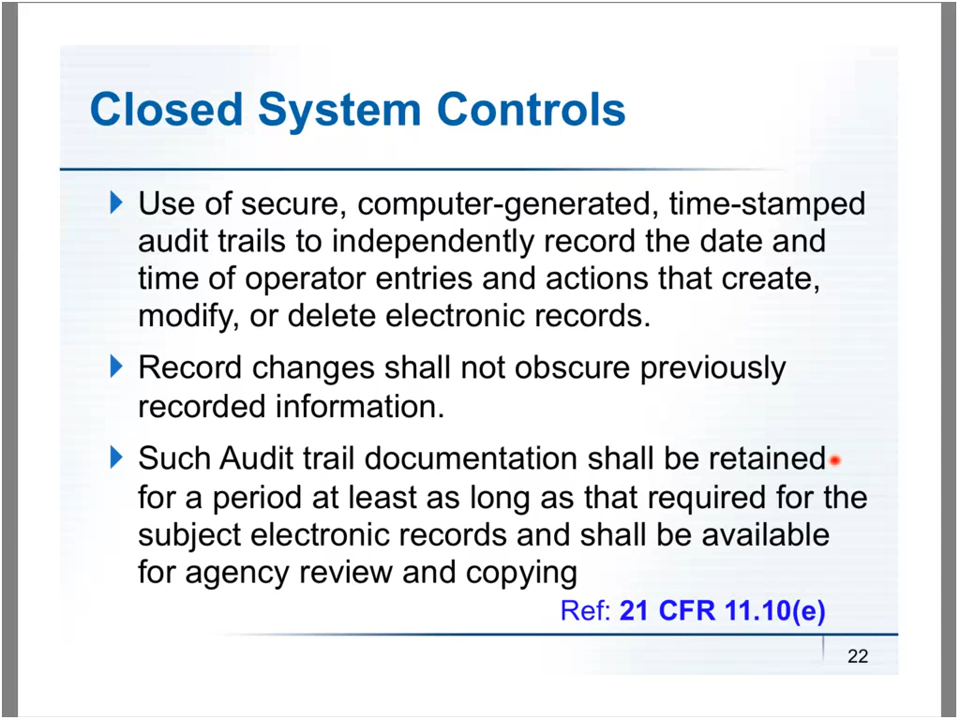 Closed System Controls
Use of secure, computer-generated, time-stamped
audit trails to independently record the date and
time of operator entries and actions that create,
modify, or delete electronic records.
Record changes shall not obscure previously
recorded information.
Such Audit trail documentation shall be retained
for a period at least as long as that required for the
subject electronic records and shall be available
for agency review and copying
Ref: 21 CFR 11.10(e)
22